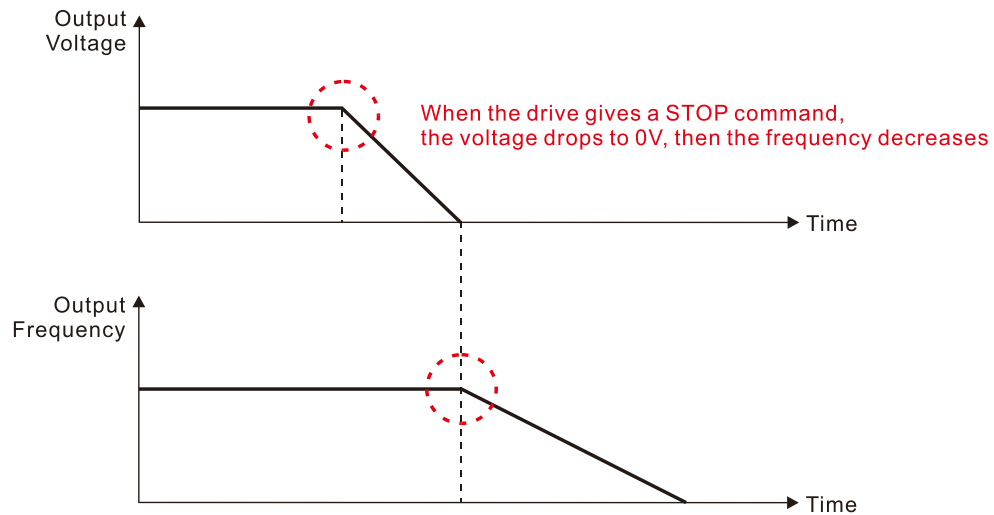 Output
Voltage
When the drive gives a STOP command,
the voltage drops to 0V, then the frequency decreases
Time
Output
Frequency
Time